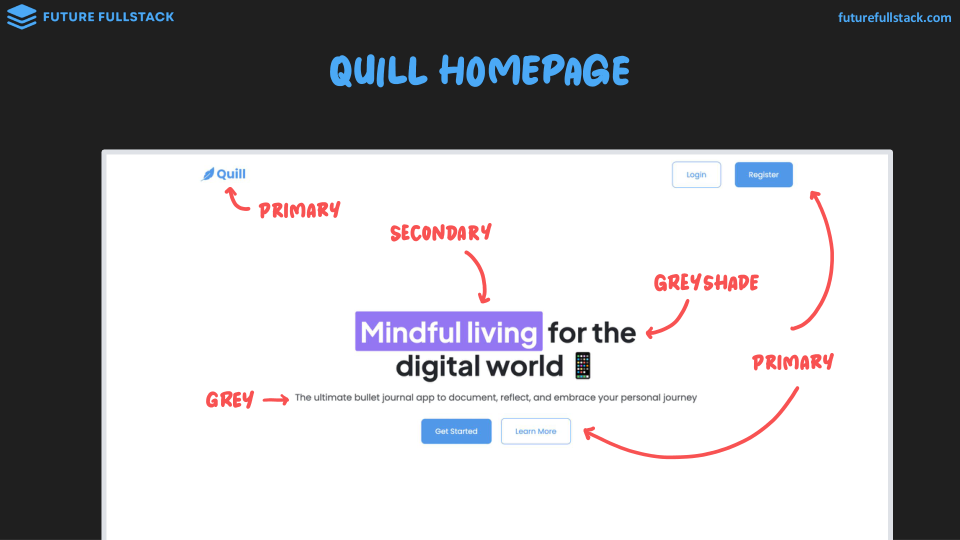 FUTURE FULLSTACK
futurefullstack.com
QUILL HOMEPAGE
Quill
Login
Register
PRIMARY
SECONDARY
GREYSHADE
Mindful living for the
digital world
PRIMARY
GREY
The ultimate bullet journal app to document, reflect, and embrace your personal journey
Get Started
Learn More